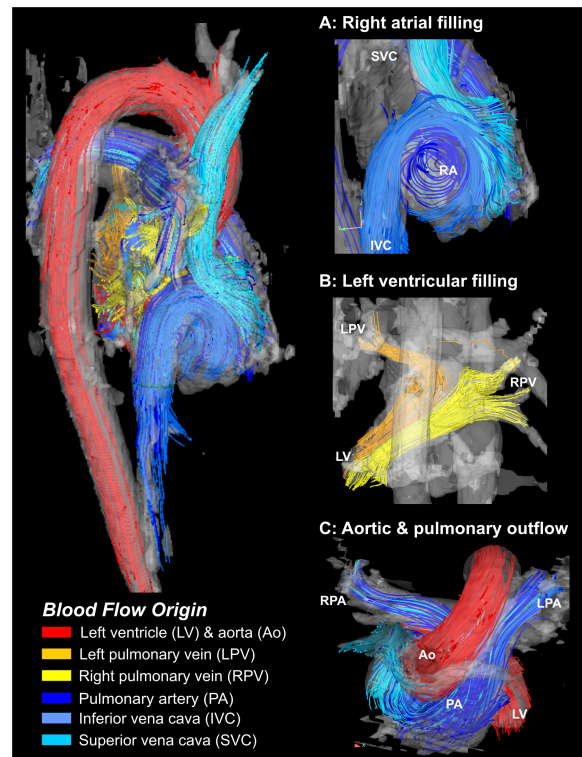 A: Right atrial filling
SVC
RA
IVC
B: Left ventricular filling
LPV
RPV
LV
C: Aortic & pulmonary outflow
RPA
LPA
Ao
PA
LV
Blood Flow Origin
Left ventricle (LV) & aorta (Ao)
Left pulmonary vein (LPV)
Right pulmonary vein (RPV)
Pulmonary artery (PA)
Inferior vena cava (IVC)
Superior vena cava (SVC)